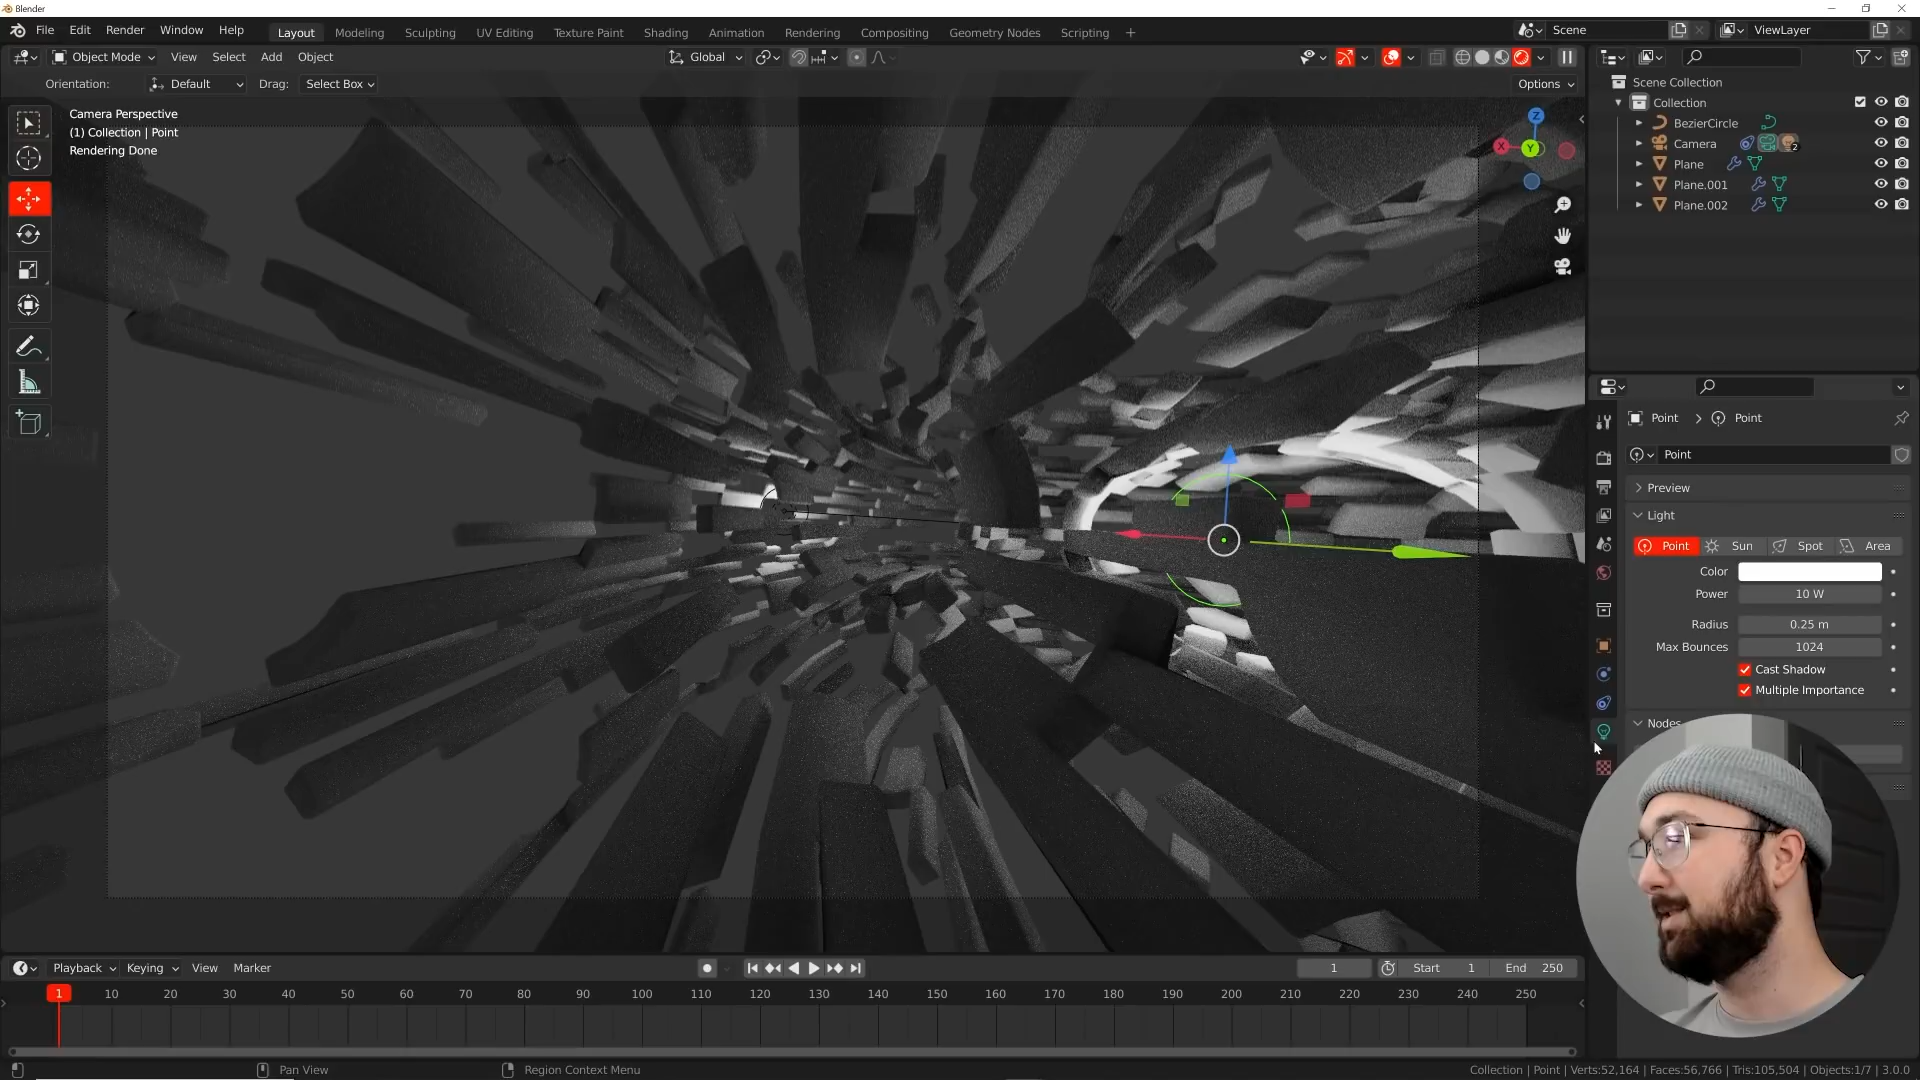 Blender
File Edit Render Window Help
Layout Modeling Sculpting UV Editing Texture Paint Shading Animation Rendering Compositing Geometry Nodes Scripting +
Scene
ViewLayer
Object Mode View Select Add Object
Global
Orientation: Default Drag: Select Box
Options
Camera Perspective
(1) Collection | Point
Rendering Done
Z
X
Y
Scene Collection
Collection
BezierCircle
Camera
2
Plane
Plane.001
Plane.002
Point > Point
Point
Preview
Light
Point Sun Spot Area
Color
Power 10 W
Radius 0.25 m
Max Bounces 1024
Cast Shadow
Multiple Importance
Nodes
Playback Keying View Marker
1 Start 1 End 250
1 10 20 30 40 50 60 70 80 90 100 110 120 130 140 150 160 170 180 190 200 210 220 230 240 250
Pan View
Region Context Menu
Collection | Point | Verts:52,164 | Faces:56,766 | Tris:105,504 | Objects:1/7 | 3.0.0